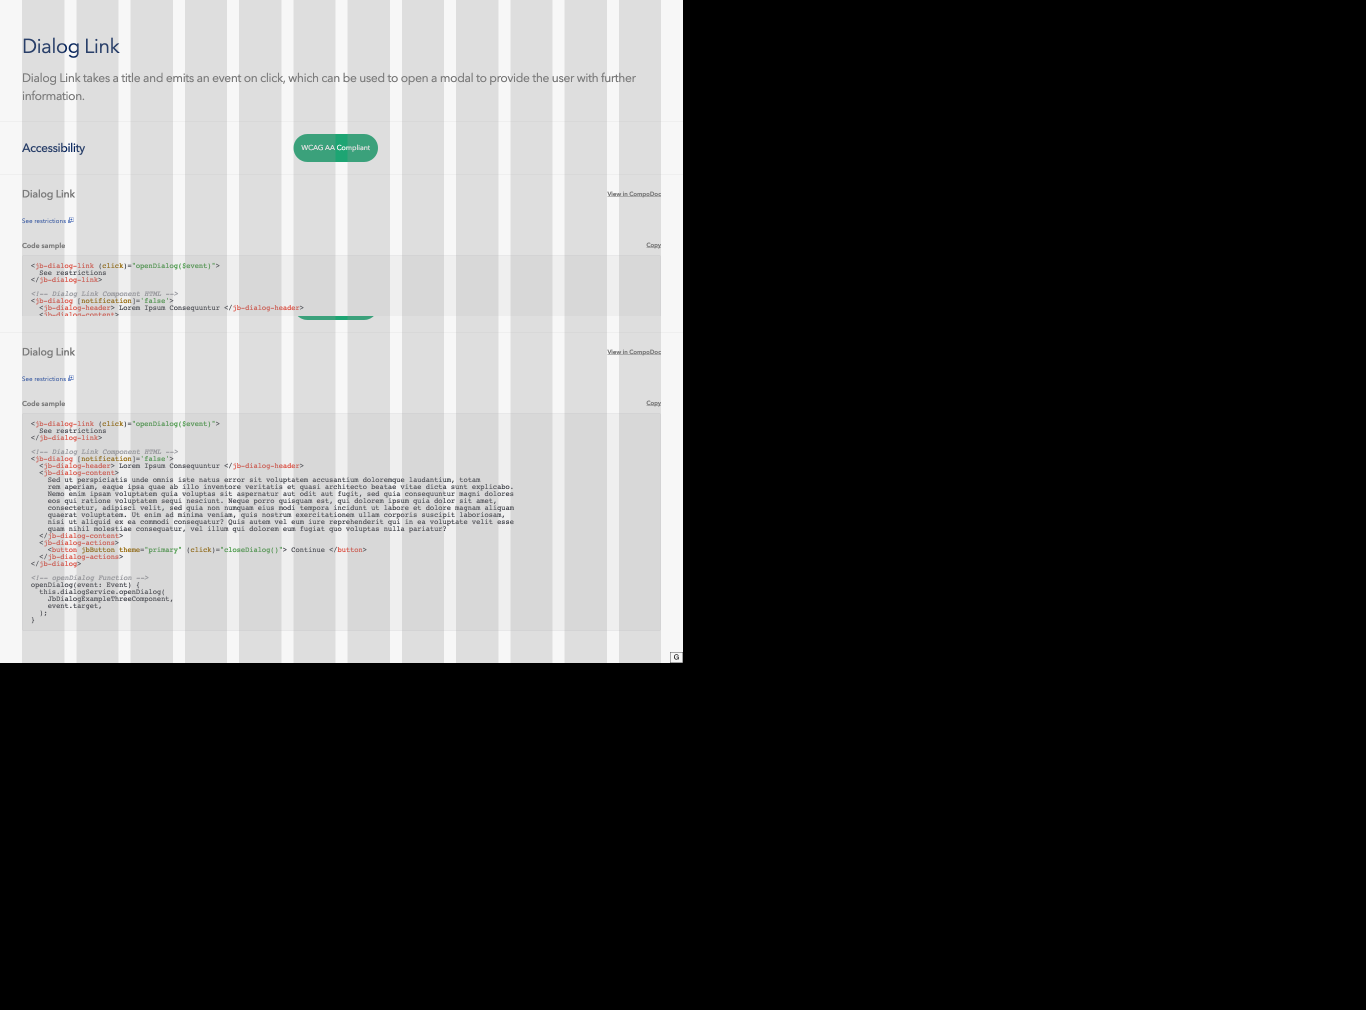 Dialog Link
Dialog Link takes a title and emits an event on click, which can be used to open a modal to provide the user with further
information.
Accessibility
WCAG AA Compliant
Dialog Link
View in CompoDoc
See restrictions
Code sample
Copy
<jb-dialog-link (click)="openDialog($event)">
  See restrictions
</jb-dialog-link>
<!-- Dialog Link Component HTML -->
<jb-dialog [notification]='false'>
  <jb-dialog-header> Lorem Ipsum Consequuntur </jb-dialog-header>
  <jb-dialog-content>
Dialog Link
View in CompoDoc
See restrictions
Code sample
Copy
<jb-dialog-link (click)="openDialog($event)">
  See restrictions
</jb-dialog-link>
<!-- Dialog Link Component HTML -->
<jb-dialog [notification]='false'>
  <jb-dialog-header> Lorem Ipsum Consequuntur </jb-dialog-header>
  <jb-dialog-content>
    Sed ut perspiciatis unde omnis iste natus error sit voluptatem accusantium doloremque laudantium, totam
    rem aperiam, eaque ipsa quae ab illo inventore veritatis et quasi architecto beatae vitae dicta sunt explicabo.
    Nemo enim ipsam voluptatem quia voluptas sit aspernatur aut odit aut fugit, sed quia consequuntur magni dolores
    eos qui ratione voluptatem sequi nesciunt. Neque porro quisquam est, qui dolorem ipsum quia dolor sit amet,
    consectetur, adipisci velit, sed quia non numquam eius modi tempora incidunt ut labore et dolore magnam aliquam
    quaerat voluptatem. Ut enim ad minima veniam, quis nostrum exercitationem ullam corporis suscipit laboriosam,
    nisi ut aliquid ex ea commodi consequatur? Quis autem vel eum iure reprehenderit qui in ea voluptate velit esse
    quam nihil molestiae consequatur, vel illum qui dolorem eum fugiat quo voluptas nulla pariatur?
  </jb-dialog-content>
  <jb-dialog-actions>
    <button jbButton theme="primary" (click)="closeDialog()"> Continue </button>
  </jb-dialog-actions>
</jb-dialog>
<!-- openDialog Function -->
openDialog(event: Event) {
  this.dialogService.openDialog(
    JbDialogExampleThreeComponent,
    event.target,
  );
}
G